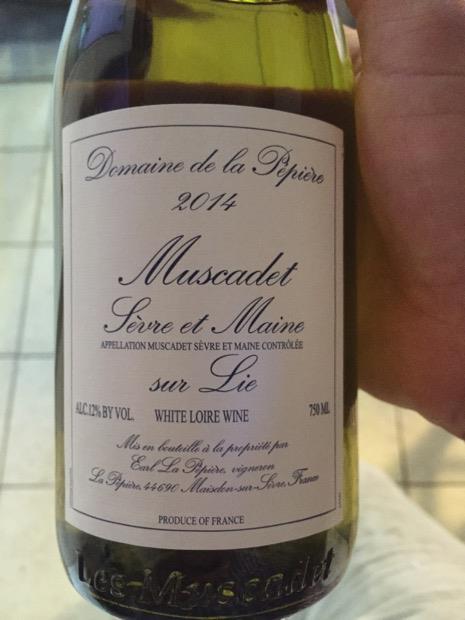 Domaine de la Pépière
2014
Muscadet
Sèvre et Maine
APPELLATION MUSCADET SÈVRE ET MAINE CONTRÔLÉE
sur Lie
ALC.12% BY VOL. WHITE LOIRE WINE 750 ML
Mis en bouteille à la propriété par
Earl La Pépière, vigneron
La Pépière, 44690 Maisdon-sur-Sèvre, France
PRODUCE OF FRANCE
Les Muscadet